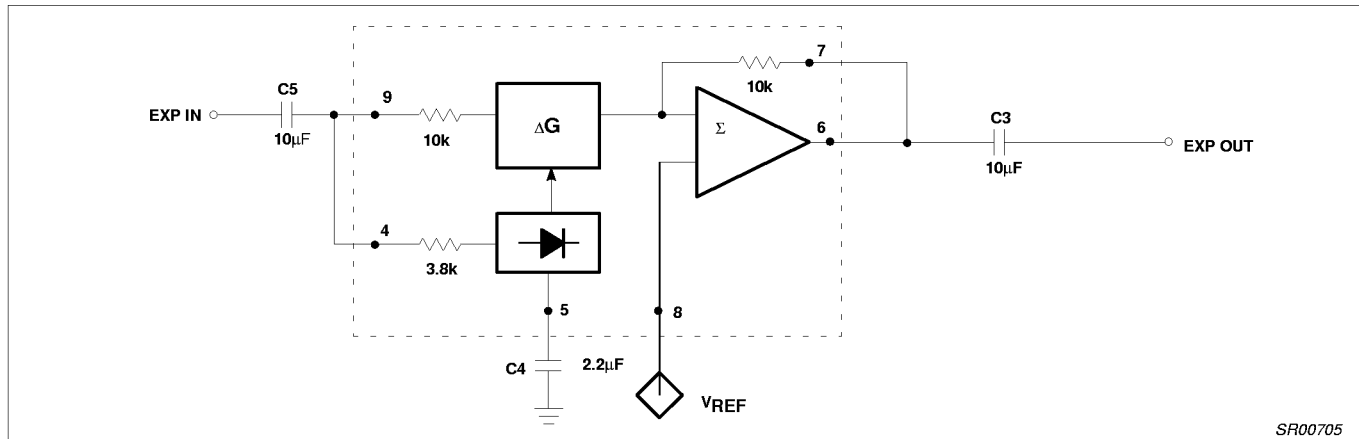 7
10k
C5
EXP IN
10μF
9
10k
ΔG
Σ
6
C3
10μF
EXP OUT
4
3.8k
5
8
C4
2.2μF
VREF
SR00705